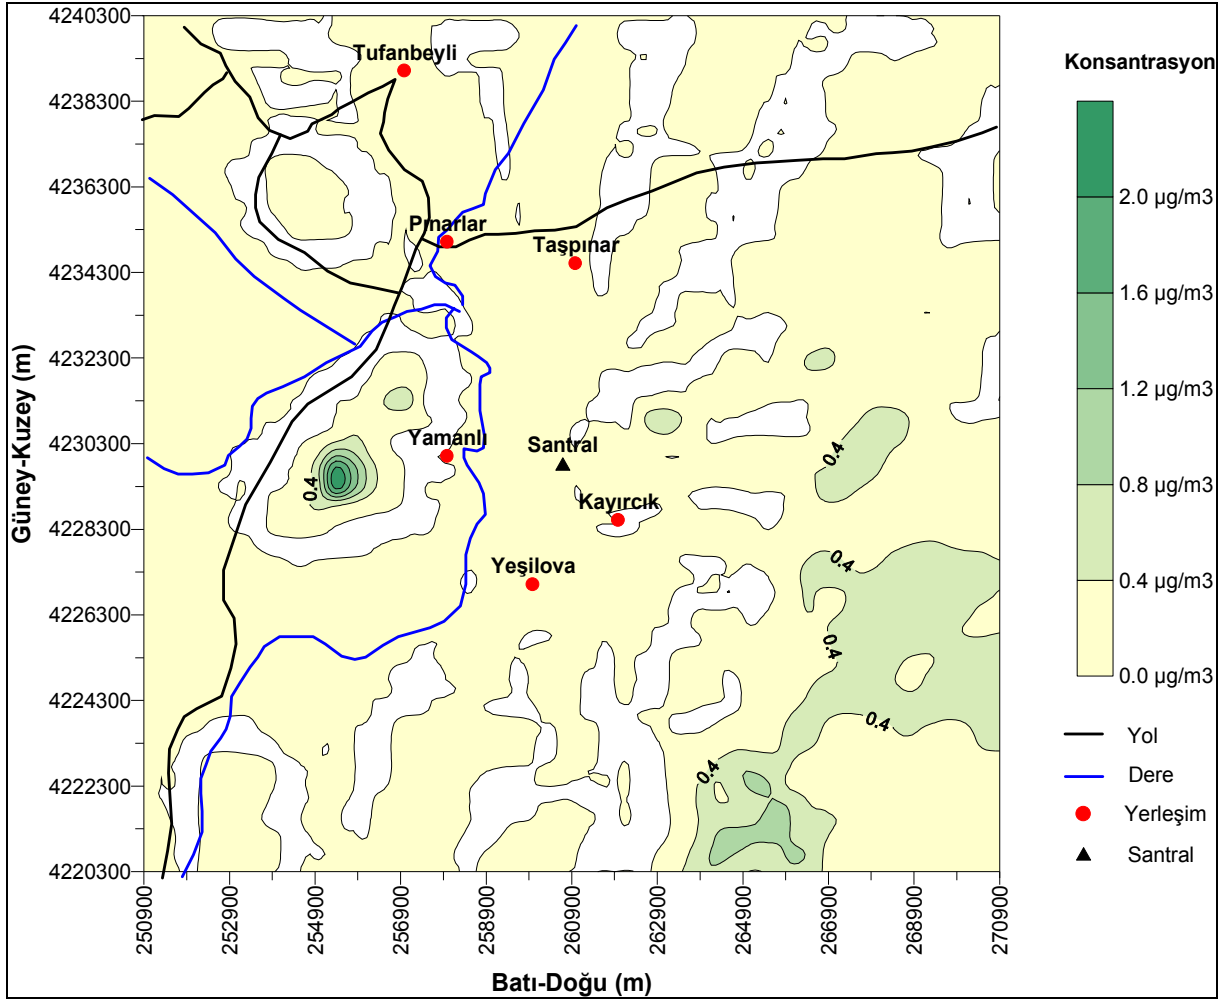 4240300
4238300
4236300
4234300
4232300
4230300
4228300
4226300
4224300
4222300
4220300
Güney-Kuzey (m)
Tufanbeyli
Pınarlar
Taşpınar
Yamanlı
Santral
Kayırcık
Yeşilova
0.4
0.4
0.4
0.4
0.4
0.4
250900
252900
254900
256900
258900
260900
262900
264900
266900
268900
270900
Batı-Doğu (m)
Konsantrasyon
2.0 µg/m3
1.6 µg/m3
1.2 µg/m3
0.8 µg/m3
0.4 µg/m3
0.0 µg/m3
Yol
Dere
Yerleşim
Santral